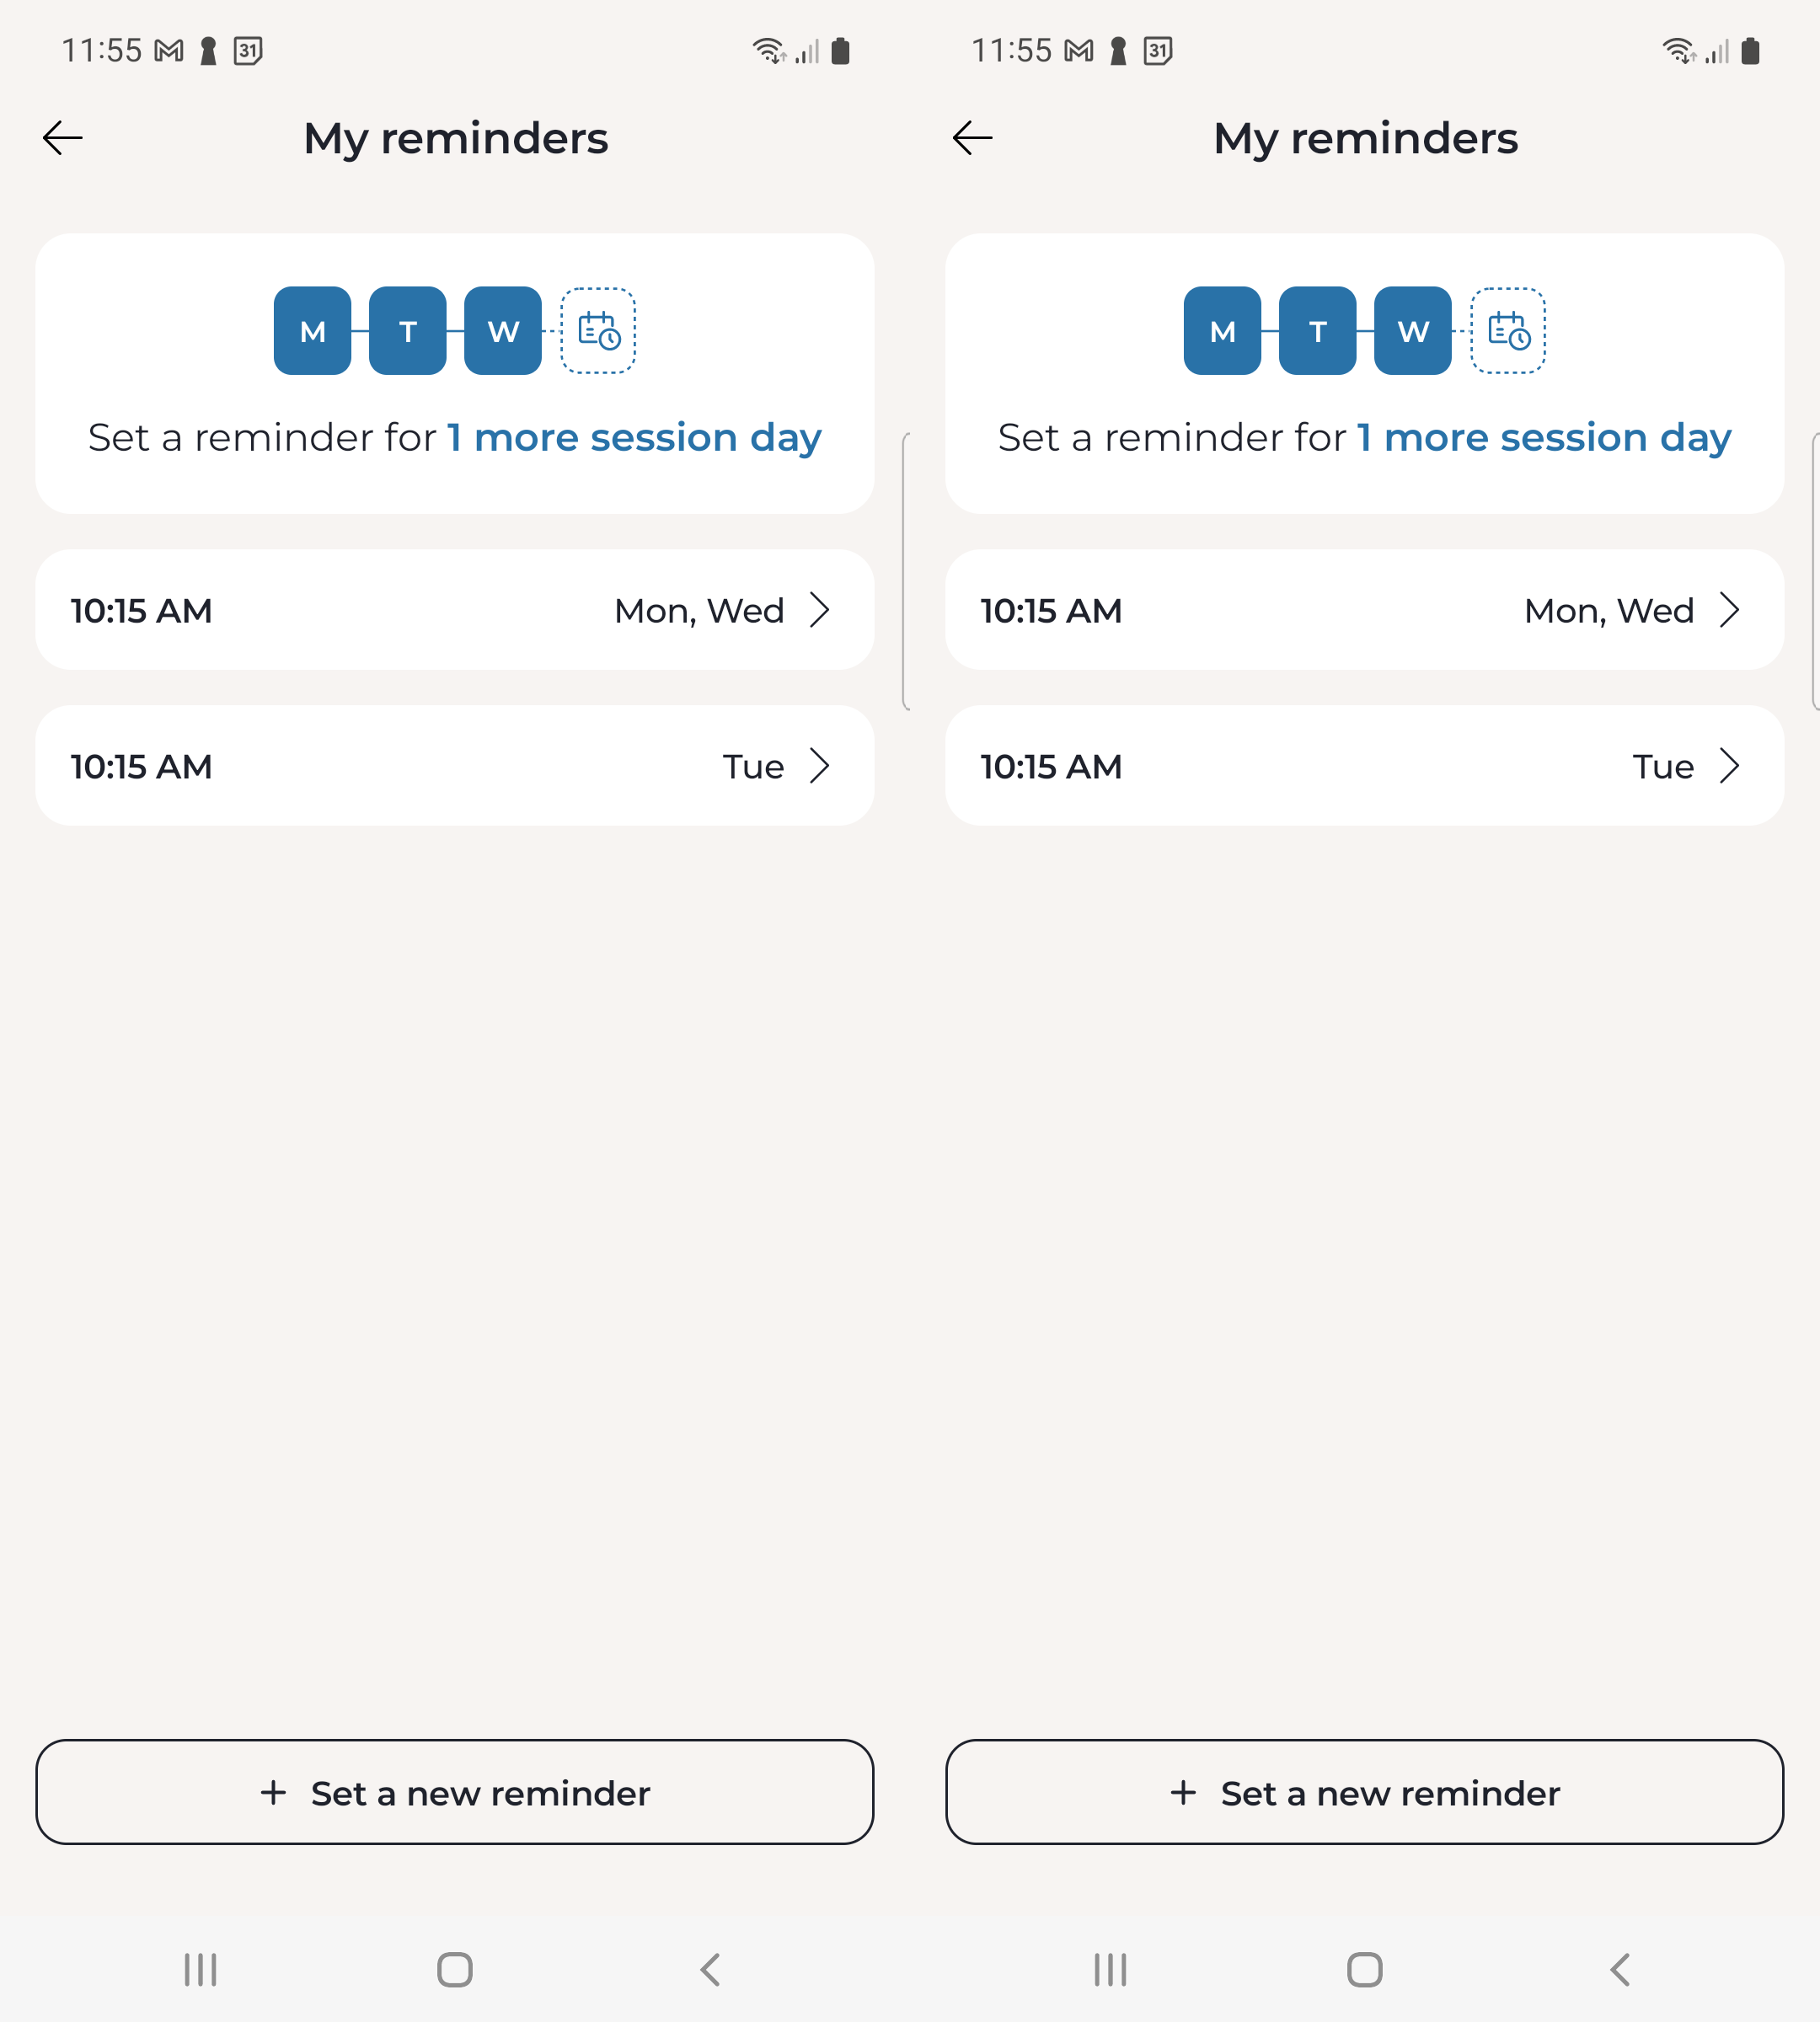 11:55 31
My reminders
M T W
Set a reminder for 1 more session day
10:15 AM Mon, Wed
10:15 AM Tue
+ Set a new reminder
11:55 31
My reminders
M T W
Set a reminder for 1 more session day
10:15 AM Mon, Wed
10:15 AM Tue
+ Set a new reminder